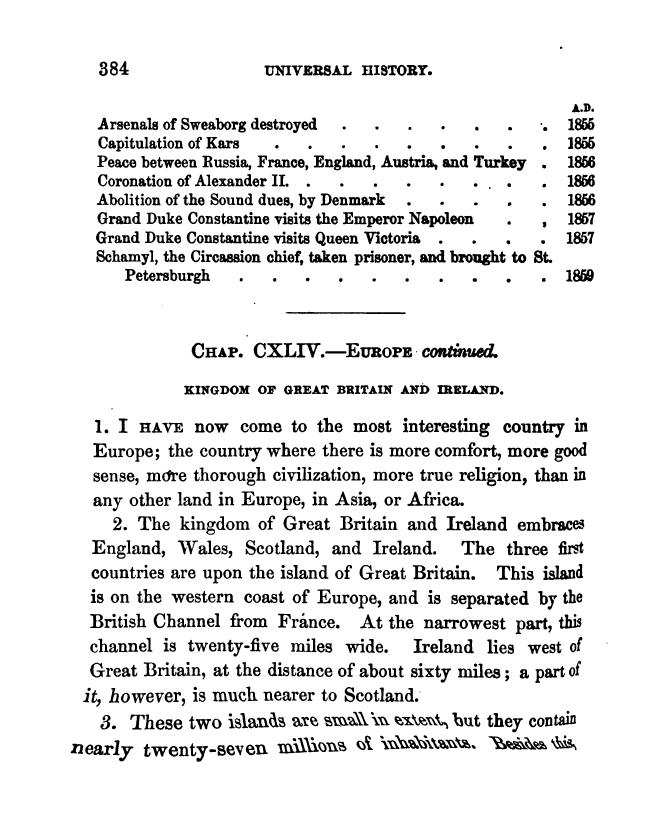 384 UNIVERSAL HISTORY.
A.D.
Arsenals of Sweaborg destroyed . . . . . . . 1855
Capitulation of Kars . . . . . . . . . 1855
Peace between Russia, France, England, Austria, and Turkey . 1856
Coronation of Alexander II. . . . . . . . . 1856
Abolition of the Sound dues, by Denmark . . . . . 1856
Grand Duke Constantine visits the Emperor Napoleon . , 1857
Grand Duke Constantine visits Queen Victoria . . . . 1857
Schamyl, the Circassion chief, taken prisoner, and brought to St.
Petersburgh . . . . . . . . . . 1859
CHAP. CXLIV.—EUROPE continued.
KINGDOM OF GREAT BRITAIN AND IRELAND.
1. I HAVE now come to the most interesting country in
Europe; the country where there is more comfort, more good
sense, more thorough civilization, more true religion, than in
any other land in Europe, in Asia, or Africa.
2. The kingdom of Great Britain and Ireland embraces
England, Wales, Scotland, and Ireland. The three first
countries are upon the island of Great Britain. This island
is on the western coast of Europe, and is separated by the
British Channel from France. At the narrowest part, this
channel is twenty-five miles wide. Ireland lies west of
Great Britain, at the distance of about sixty miles; a part of
it, however, is much nearer to Scotland.
3. These two islands are small in extent, but they contain
nearly twenty-seven millions of inhabitants. Besides this,